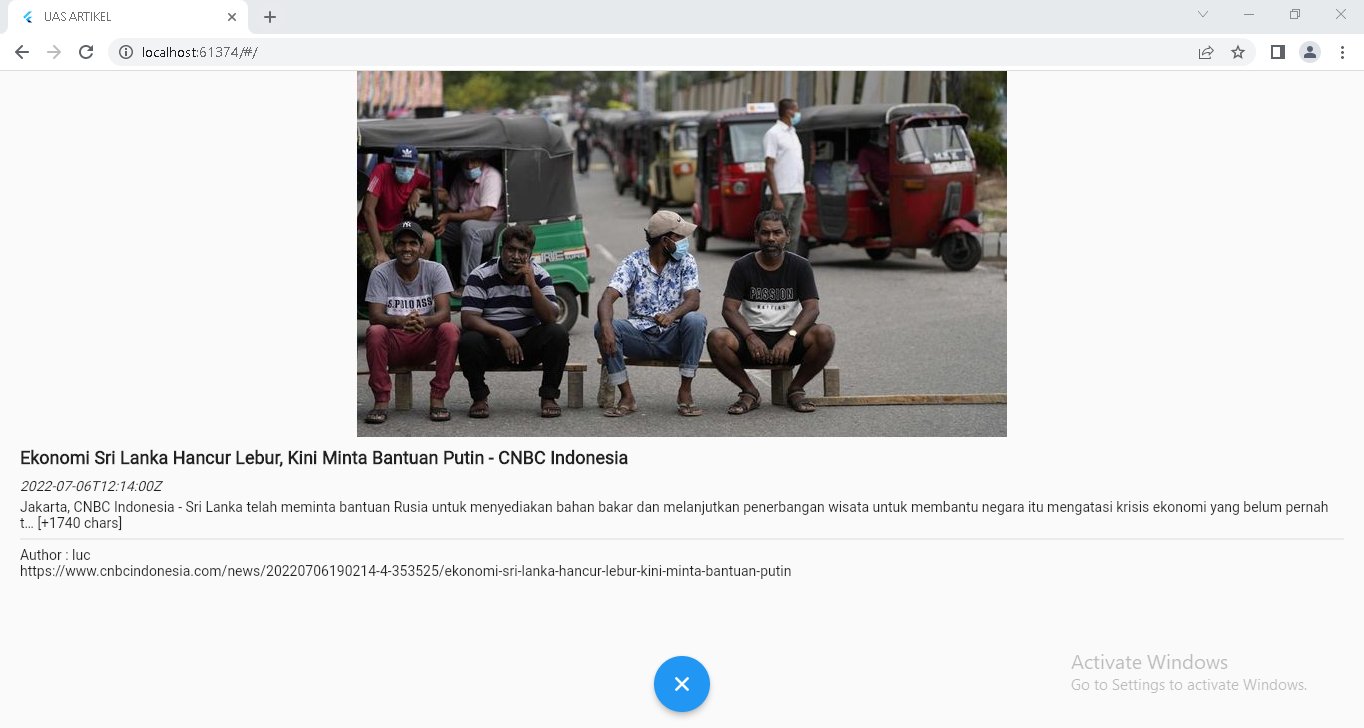 UAS ARTIKEL
localhost:61374/#/
S.POLO ASS
PASSION
Ekonomi Sri Lanka Hancur Lebur, Kini Minta Bantuan Putin - CNBC Indonesia
2022-07-06T12:14:00Z
Jakarta, CNBC Indonesia - Sri Lanka telah meminta bantuan Rusia untuk menyediakan bahan bakar dan melanjutkan penerbangan wisata untuk membantu negara itu mengatasi krisis ekonomi yang belum pernah
t… [+1740 chars]
Author : luc
https://www.cnbcindonesia.com/news/20220706190214-4-353525/ekonomi-sri-lanka-hancur-lebur-kini-minta-bantuan-putin
Activate Windows
Go to Settings to activate Windows.